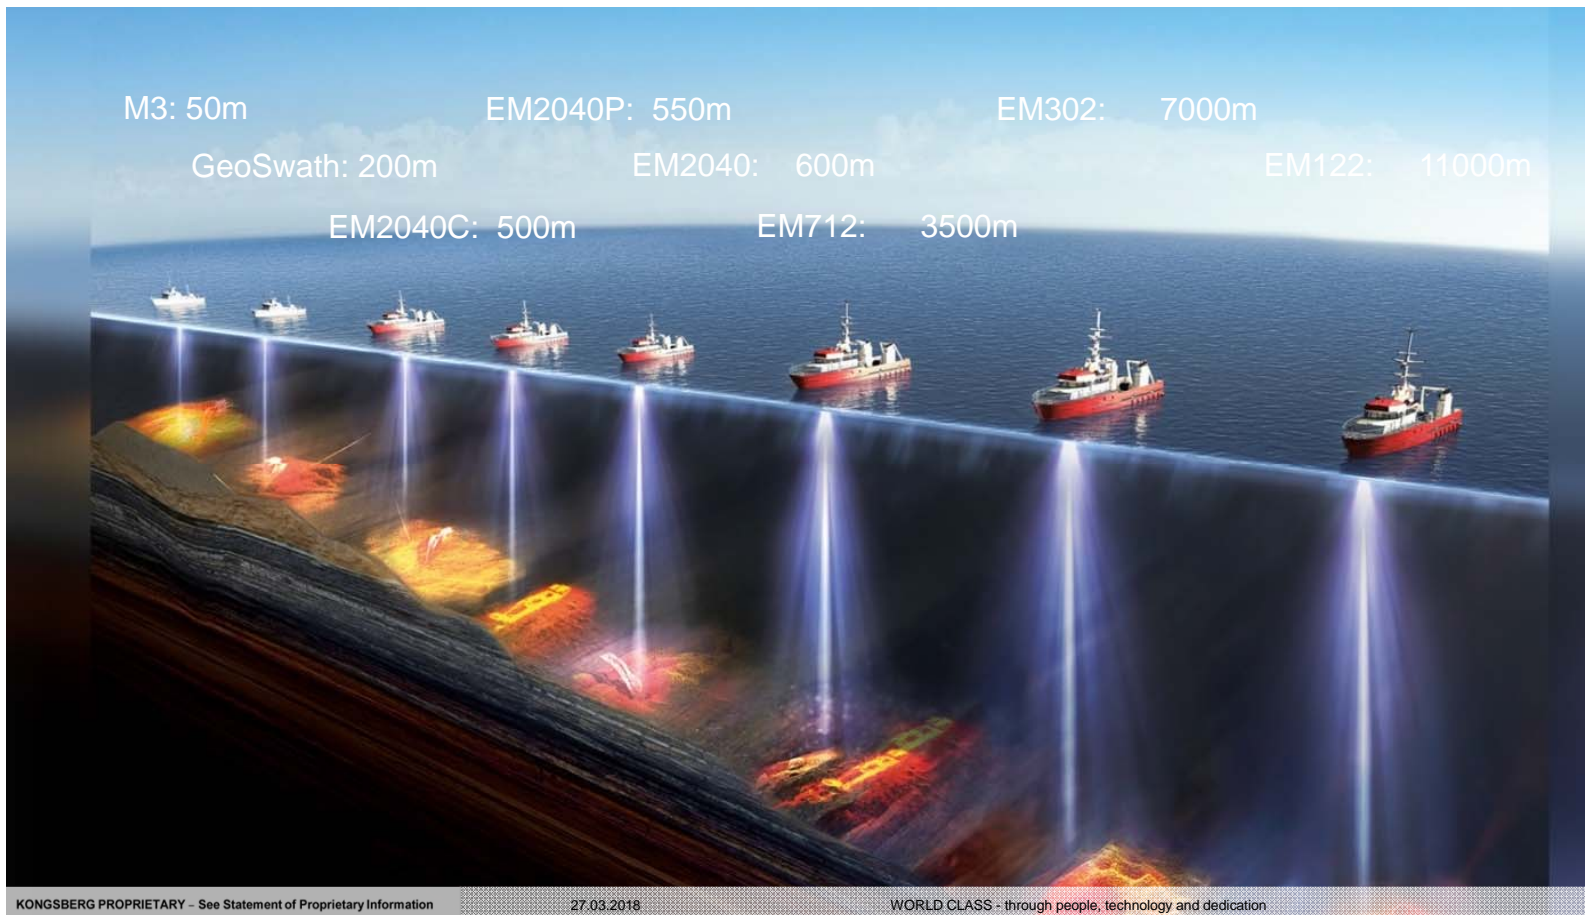 M3: 50m EM2040P: 550m EM302: 7000m
GeoSwath: 200m EM2040: 600m EM122: 11000m
EM2040C: 500m EM712: 3500m
KONGSBERG PROPRIETARY – See Statement of Proprietary Information 27.03.2018 WORLD CLASS - through people, technology and dedication